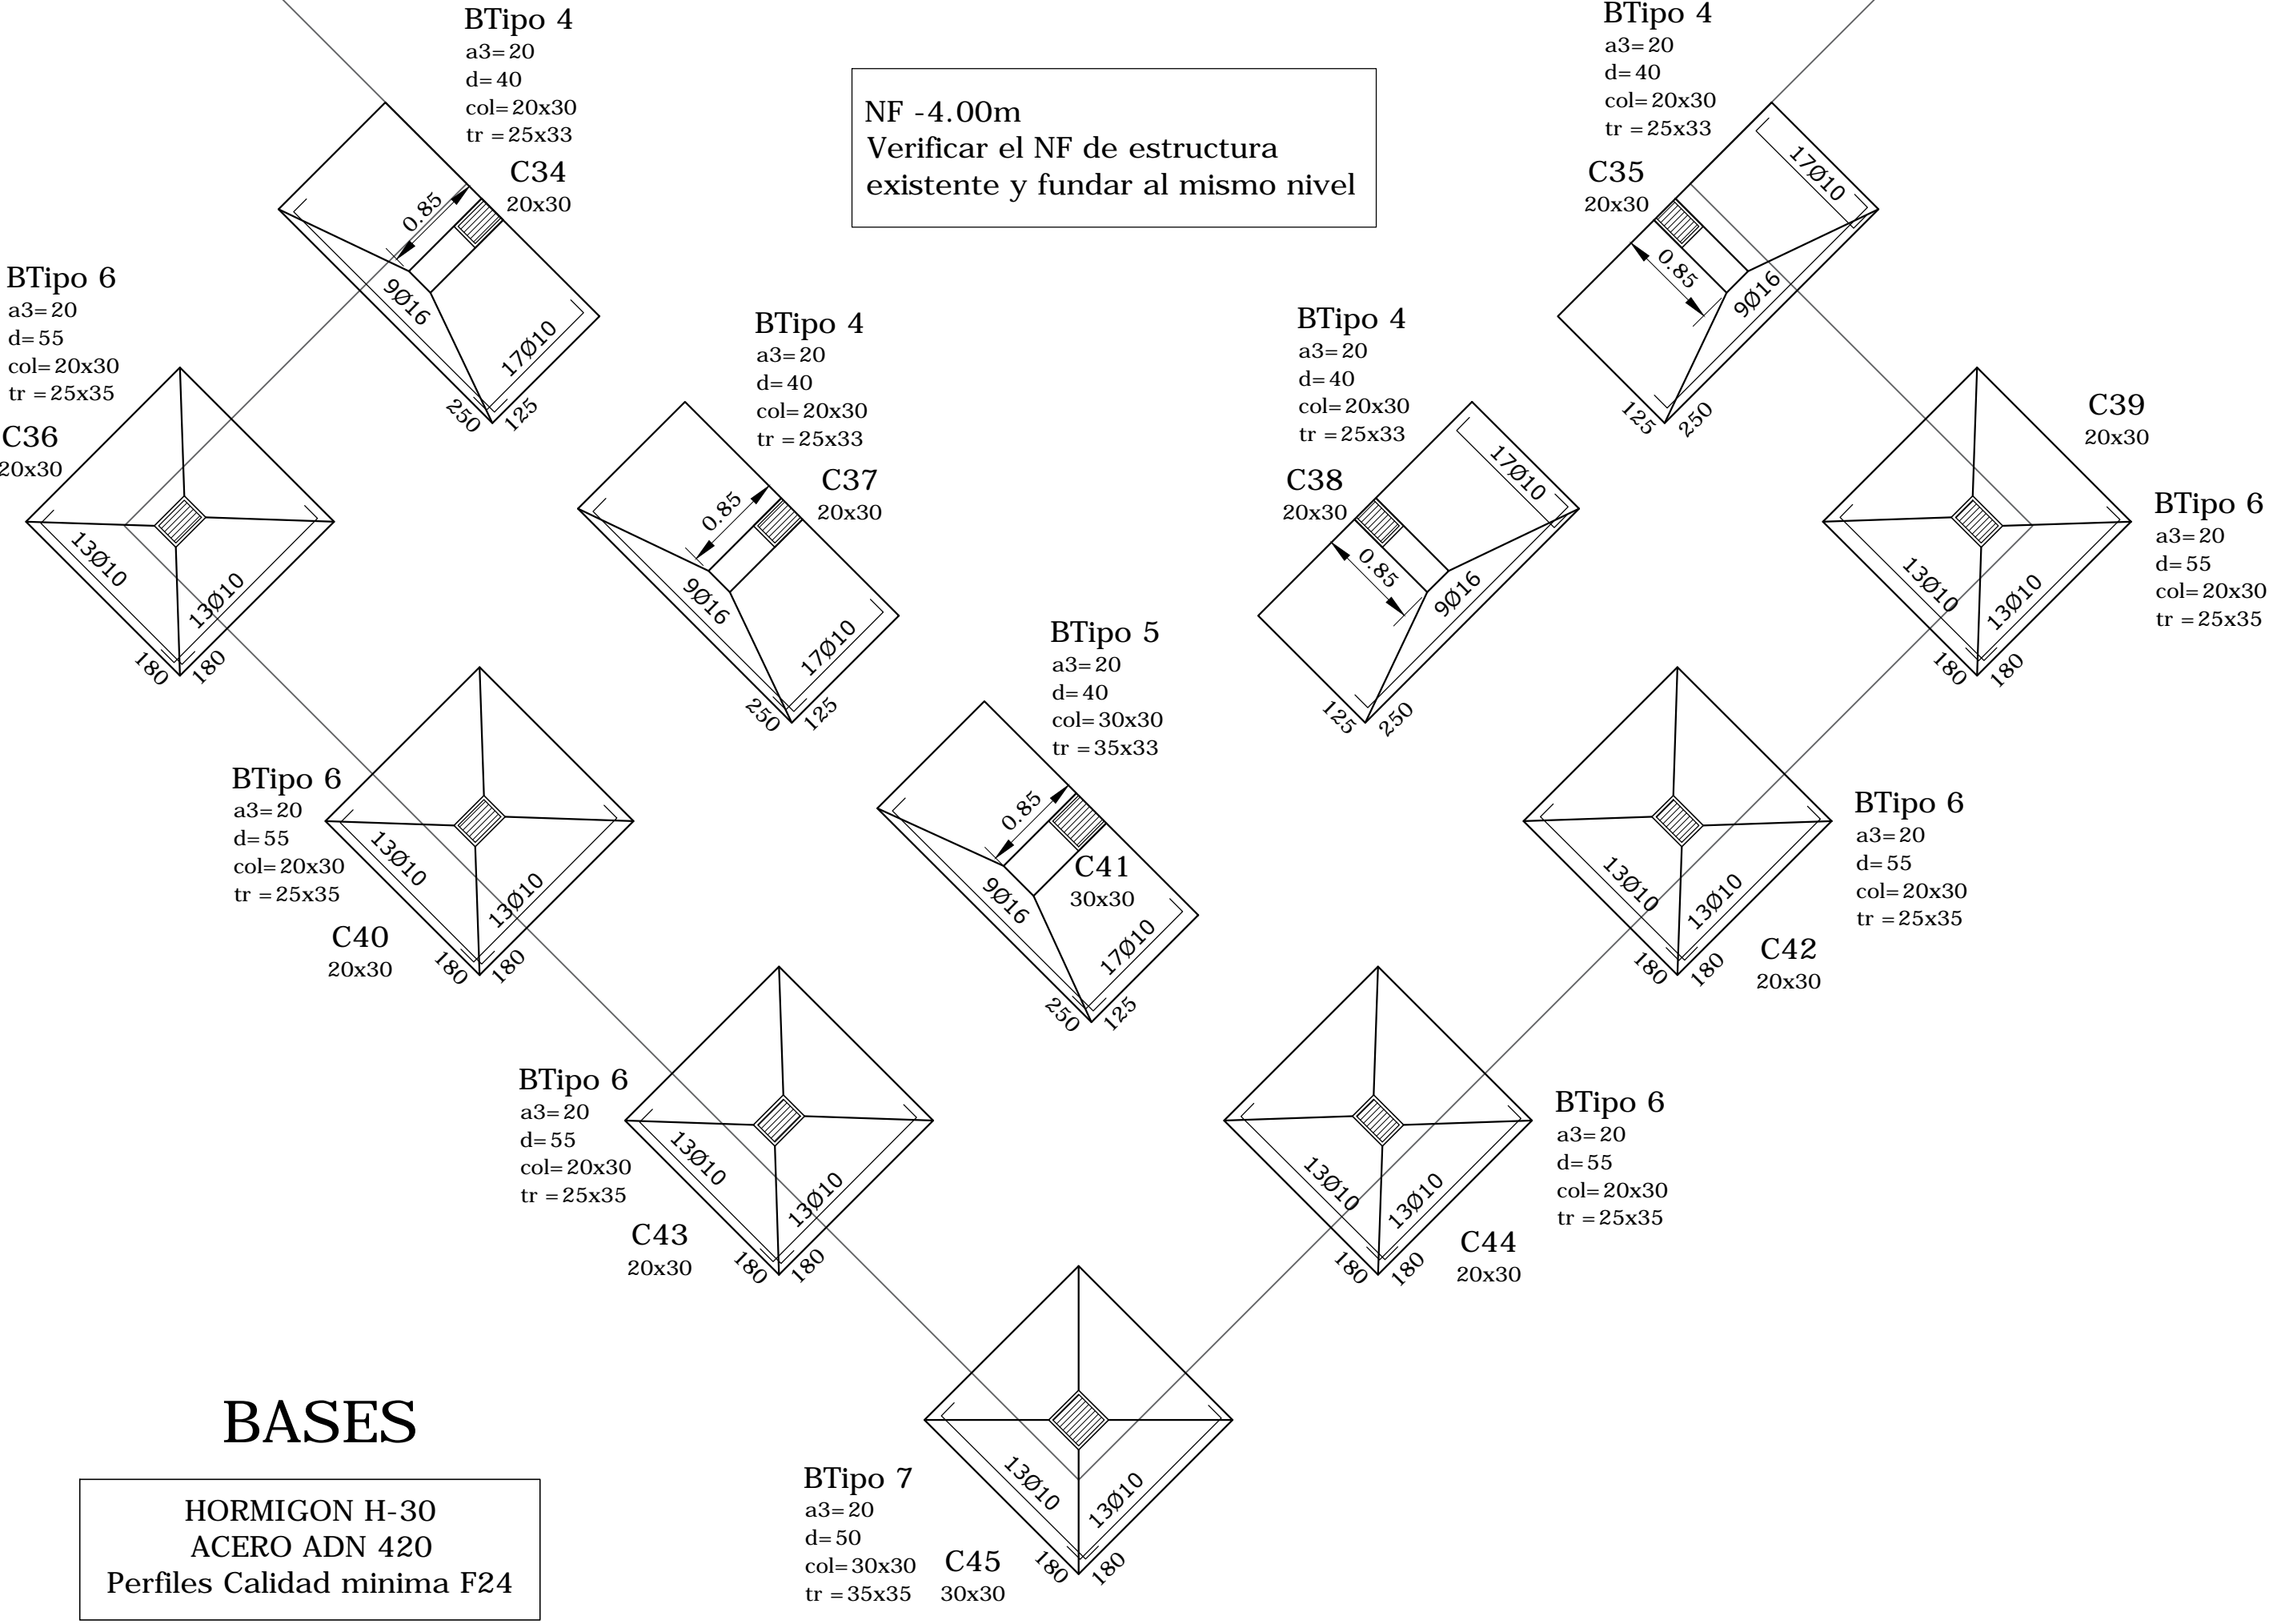 BTipo 4
a3=20
d=40
col=20x30
tr =25x33
C34
20x30
0.85
9Ø16
17Ø10
250
125
NF -4.00m
Verificar el NF de estructura
existente y fundar al mismo nivel
BTipo 4
a3=20
d=40
col=20x30
tr =25x33
C35
20x30
17Ø10
0.85
9Ø16
125
250
BTipo 6
a3=20
d=55
col=20x30
tr =25x35
C36
20x30
13Ø10
13Ø10
180
180
BTipo 4
a3=20
d=40
col=20x30
tr =25x33
C37
20x30
0.85
9Ø16
17Ø10
250
125
BTipo 4
a3=20
d=40
col=20x30
tr =25x33
C38
20x30
17Ø10
0.85
9Ø16
125
250
C39
20x30
BTipo 6
a3=20
d=55
col=20x30
tr =25x35
13Ø10
13Ø10
180
180
BTipo 6
a3=20
d=55
col=20x30
tr =25x35
C40
20x30
13Ø10
13Ø10
180
180
BTipo 5
a3=20
d=40
col=30x30
tr =35x33
0.85
C41
30x30
9Ø16
17Ø10
250
125
BTipo 6
a3=20
d=55
col=20x30
tr =25x35
13Ø10
13Ø10
C42
20x30
180
180
BTipo 6
a3=20
d=55
col=20x30
tr =25x35
C43
20x30
13Ø10
13Ø10
180
180
BTipo 6
a3=20
d=55
col=20x30
tr =25x35
13Ø10
13Ø10
C44
20x30
180
180
BTipo 7
a3=20
d=50
col=30x30
tr =35x35
C45
30x30
13Ø10
13Ø10
180
180
BASES
HORMIGON H-30
ACERO ADN 420
Perfiles Calidad minima F24